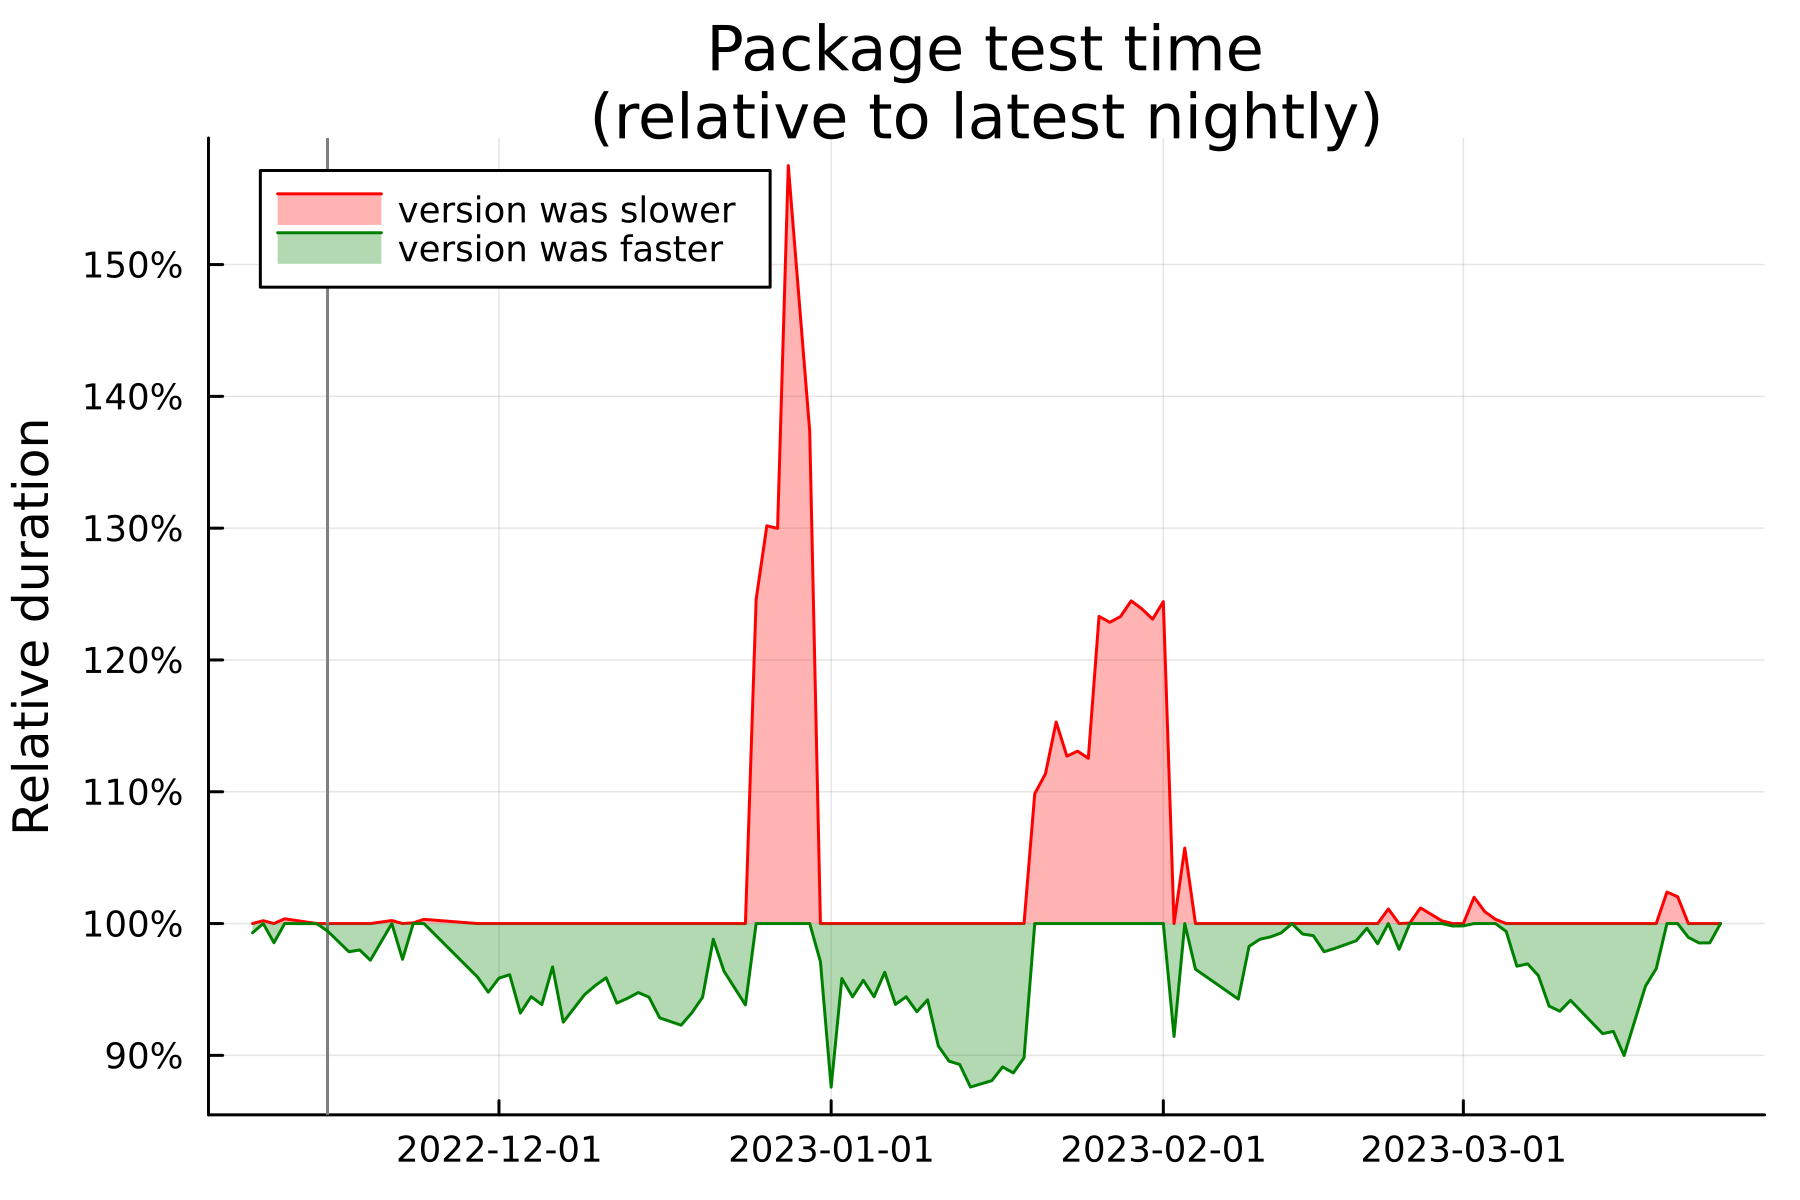 Package test time
(relative to latest nightly)
version was slower
version was faster
150%
140%
130%
120%
110%
100%
90%
Relative duration
2022-12-01
2023-01-01
2023-02-01
2023-03-01